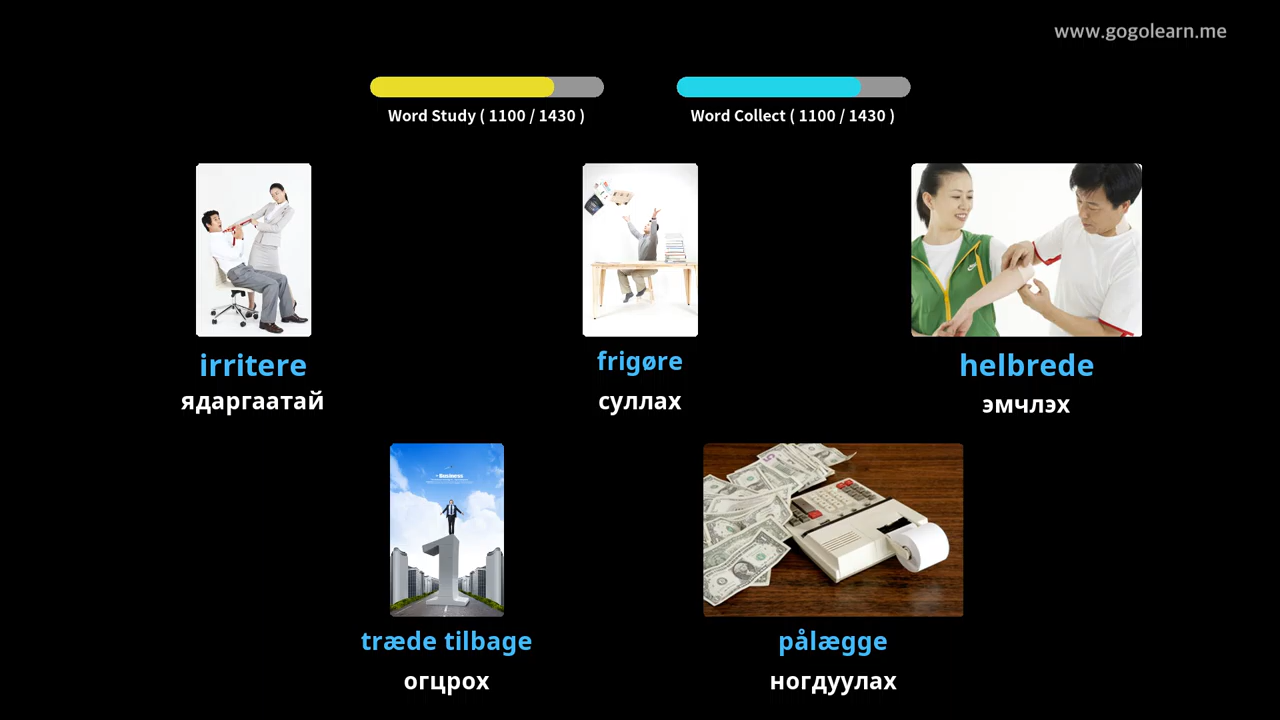 www.gogolearn.me
Word Study ( 1100 / 1430 )
Word Collect ( 1100 / 1430 )
irritere
ядаргаатай
frigøre
суллах
helbrede
эмчлэх
træde tilbage
огцрох
pålægge
ногдуулах